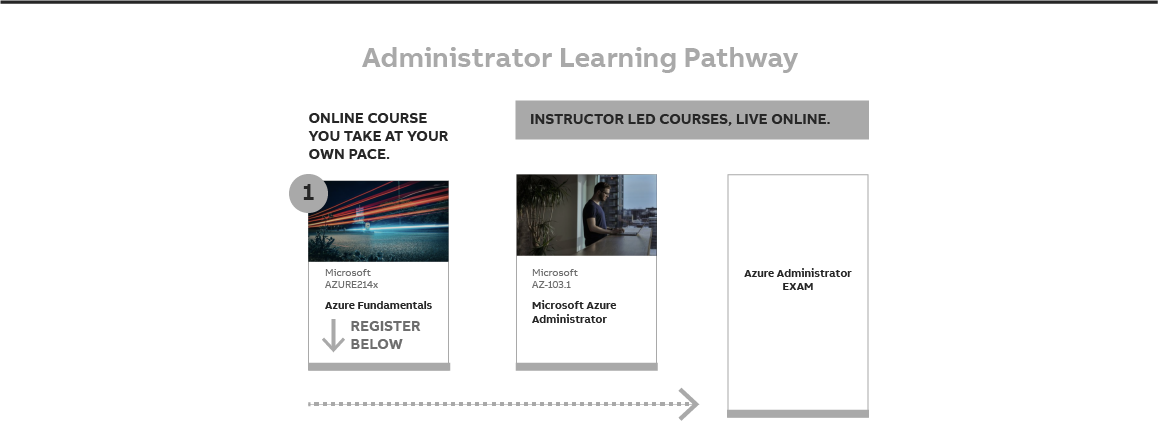 Administrator Learning Pathway
ONLINE COURSE
YOU TAKE AT YOUR
OWN PACE.
INSTRUCTOR LED COURSES, LIVE ONLINE.
1
Microsoft
AZURE214x
Azure Fundamentals
REGISTER
BELOW
Microsoft
AZ-103.1
Microsoft Azure
Administrator
Azure Administrator
EXAM